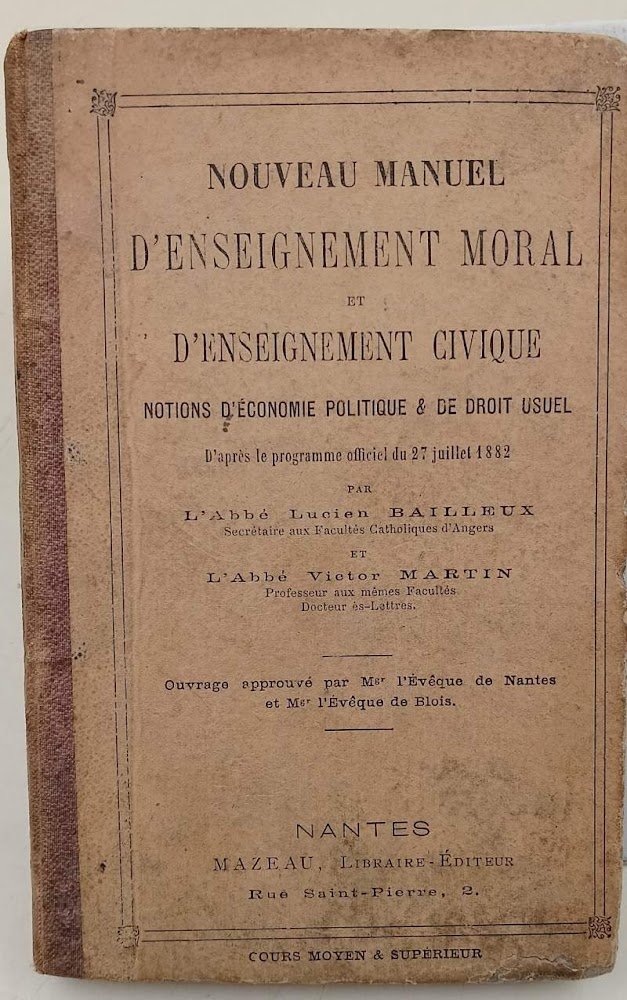 NOUVEAU MANUEL
D'ENSEIGNEMENT MORAL
ET
D'ENSEIGNEMENT CIVIQUE
NOTIONS D'ÉCONOMIE POLITIQUE & DE DROIT USUEL
D'après le programme officiel du 27 juillet 1882
PAR
L'Abbé Lucien BAILLEUX
Secrétaire aux Facultés Catholiques d'Angers
ET
L'Abbé Victor MARTIN
Professeur aux mêmes Facultés
Docteur ès-Lettres.
Ouvrage approuvé par Mgr l'Évêque de Nantes
et Mgr l'Évêque de Blois.
NANTES
MAZEAU, LIBRAIRE-ÉDITEUR
Rue Saint-Pierre, 2.
COURS MOYEN & SUPÉRIEUR